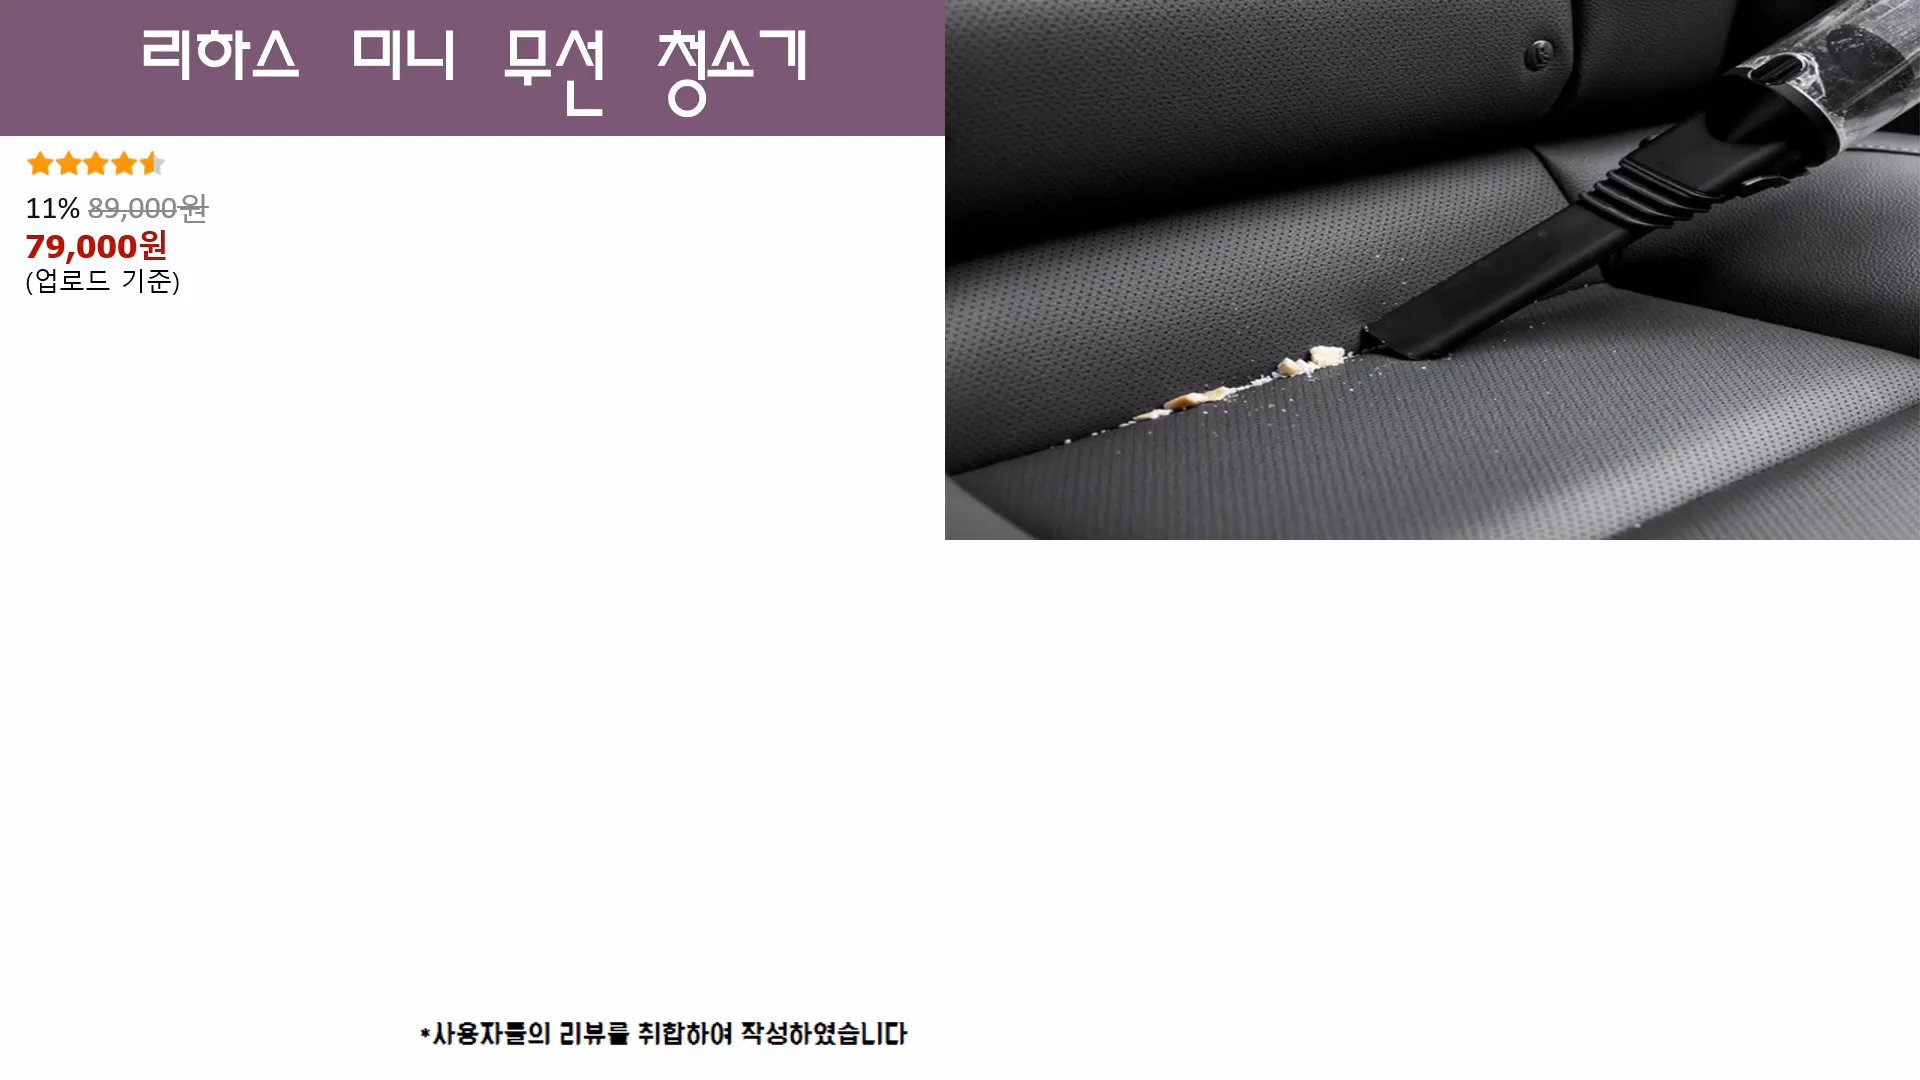 리하스 미니 무선 청소기
11% 89,000원
79,000원
(업로드 기준)
*사용자들의 리뷰를 취합하여 작성하였습니다